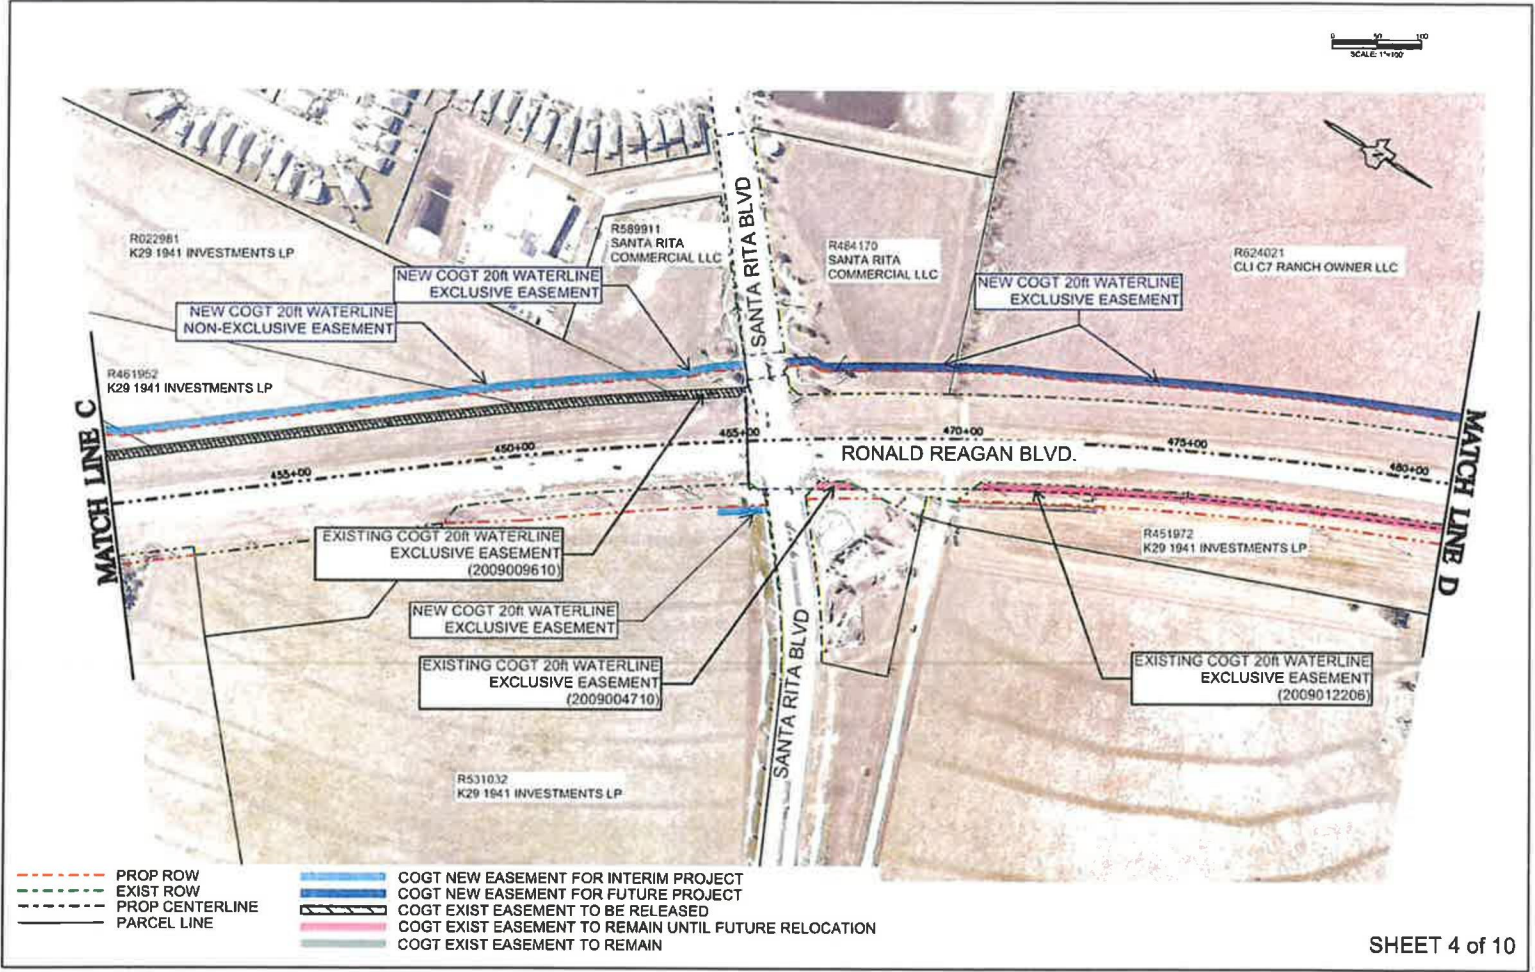 0 50 100
SCALE: 1"=100'
R022981
K29 1941 INVESTMENTS LP
R589911
SANTA RITA
COMMERCIAL LLC
SANTA RITA BLVD
R484170
SANTA RITA
COMMERCIAL LLC
R624021
CLI C7 RANCH OWNER LLC
NEW COGT 20ft WATERLINE
EXCLUSIVE EASEMENT
NEW COGT 20ft WATERLINE
NON-EXCLUSIVE EASEMENT
NEW COGT 20ft WATERLINE
EXCLUSIVE EASEMENT
R461952
K29 1941 INVESTMENTS LP
MATCH LINE C
MATCH LINE D
455+00
450+00
465+00
470+00
475+00
480+00
RONALD REAGAN BLVD.
EXISTING COGT 20ft WATERLINE
EXCLUSIVE EASEMENT
(2009009610)
R451972
K29 1941 INVESTMENTS LP
NEW COGT 20ft WATERLINE
EXCLUSIVE EASEMENT
EXISTING COGT 20ft WATERLINE
EXCLUSIVE EASEMENT
(2009004710)
SANTA RITA BLVD
EXISTING COGT 20ft WATERLINE
EXCLUSIVE EASEMENT
(2009012206)
R531032
K29 1941 INVESTMENTS LP
PROP ROW
EXIST ROW
PROP CENTERLINE
PARCEL LINE
COGT NEW EASEMENT FOR INTERIM PROJECT
COGT NEW EASEMENT FOR FUTURE PROJECT
COGT EXIST EASEMENT TO BE RELEASED
COGT EXIST EASEMENT TO REMAIN UNTIL FUTURE RELOCATION
COGT EXIST EASEMENT TO REMAIN
SHEET 4 of 10